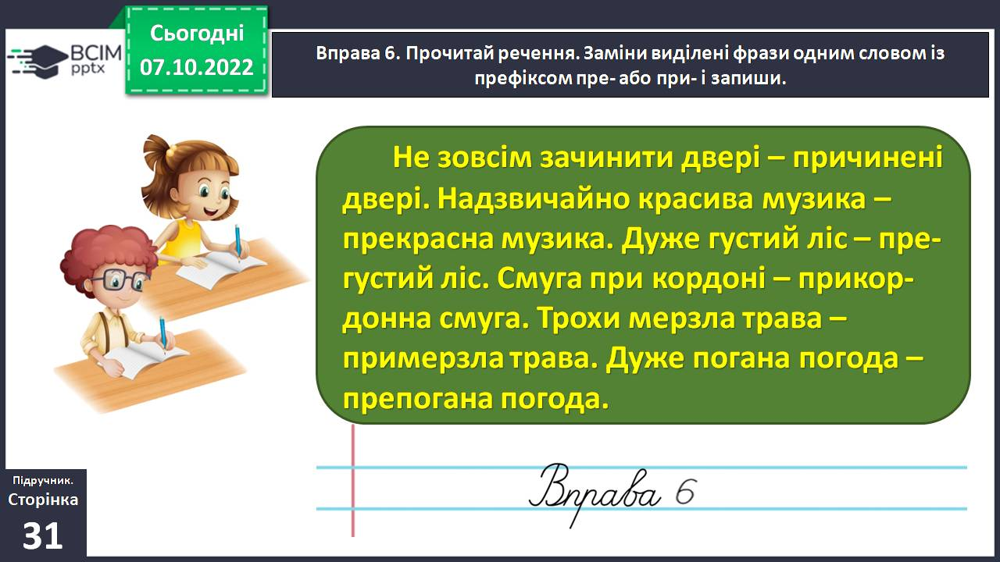 Сьогодні
07.10.2022
ВСІМ
pptx
Вправа 6. Прочитай речення. Заміни виділені фрази одним словом із
префіксом пре- або при- і запиши.
Не зовсім зачинити двері – причинені
двері. Надзвичайно красива музика –
прекрасна музика. Дуже густий ліс – пре-
густий ліс. Смуга при кордоні – прикор-
донна смуга. Трохи мерзла трава –
примерзла трава. Дуже погана погода –
препогана погода.
Вправа 6
Підручник.
Сторінка
31